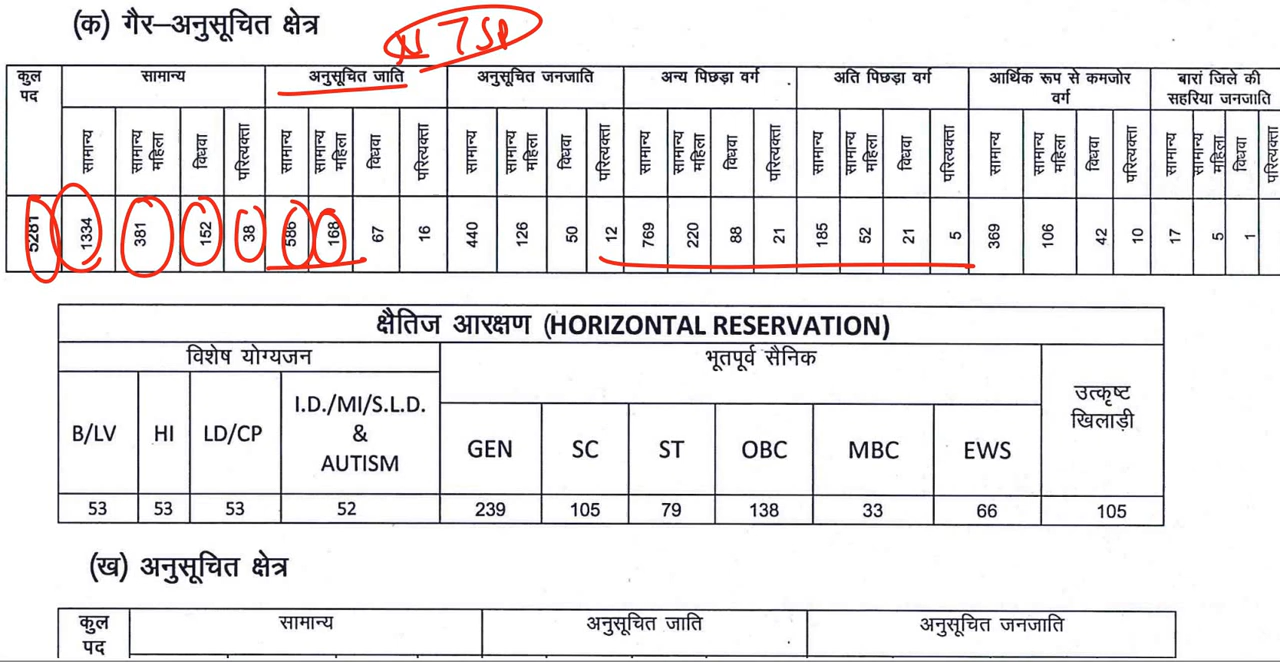 (क) गैर–अनुसूचित क्षेत्र
N TSP
कुल पद सामान्य अनुसूचित जाति अनुसूचित जनजाति अन्य पिछड़ा वर्ग अति पिछड़ा वर्ग आर्थिक रूप से कमजोर वर्ग बारां जिले की सहरिया जनजाति
सामान्य सामान्य महिला विधवा परित्यक्ता सामान्य सामान्य महिला विधवा परित्यक्ता सामान्य सामान्य महिला विधवा परित्यक्ता सामान्य सामान्य महिला विधवा परित्यक्ता सामान्य सामान्य महिला विधवा परित्यक्ता सामान्य सामान्य महिला विधवा परित्यक्ता सामान्य सामान्य महिला विधवा परित्यक्ता
5281 1334 381 152 38 586 168 67 16 440 126 50 12 769 220 88 21 185 52 21 5 369 106 42 10 17 5 1
क्षैतिज आरक्षण (HORIZONTAL RESERVATION)
विशेष योग्यजन भूतपूर्व सैनिक उत्कृष्ट खिलाड़ी
B/LV HI LD/CP I.D./MI/S.L.D. & AUTISM GEN SC ST OBC MBC EWS
53 53 53 52 239 105 79 138 33 66 105
(ख) अनुसूचित क्षेत्र
कुल पद सामान्य अनुसूचित जाति अनुसूचित जनजाति